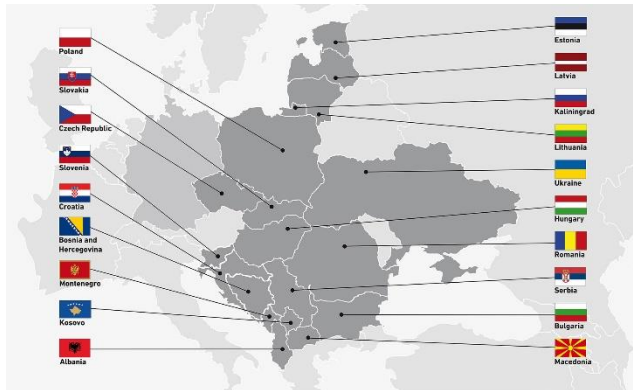 Poland
Slovakia
Czech Republic
Slovenia
Croatia
Bosnia and
Hercegovina
Montenegro
Kosovo
Albania
Estonia
Latvia
Kaliningrad
Lithuania
Ukraine
Hungary
Romania
Serbia
Bulgaria
Macedonia